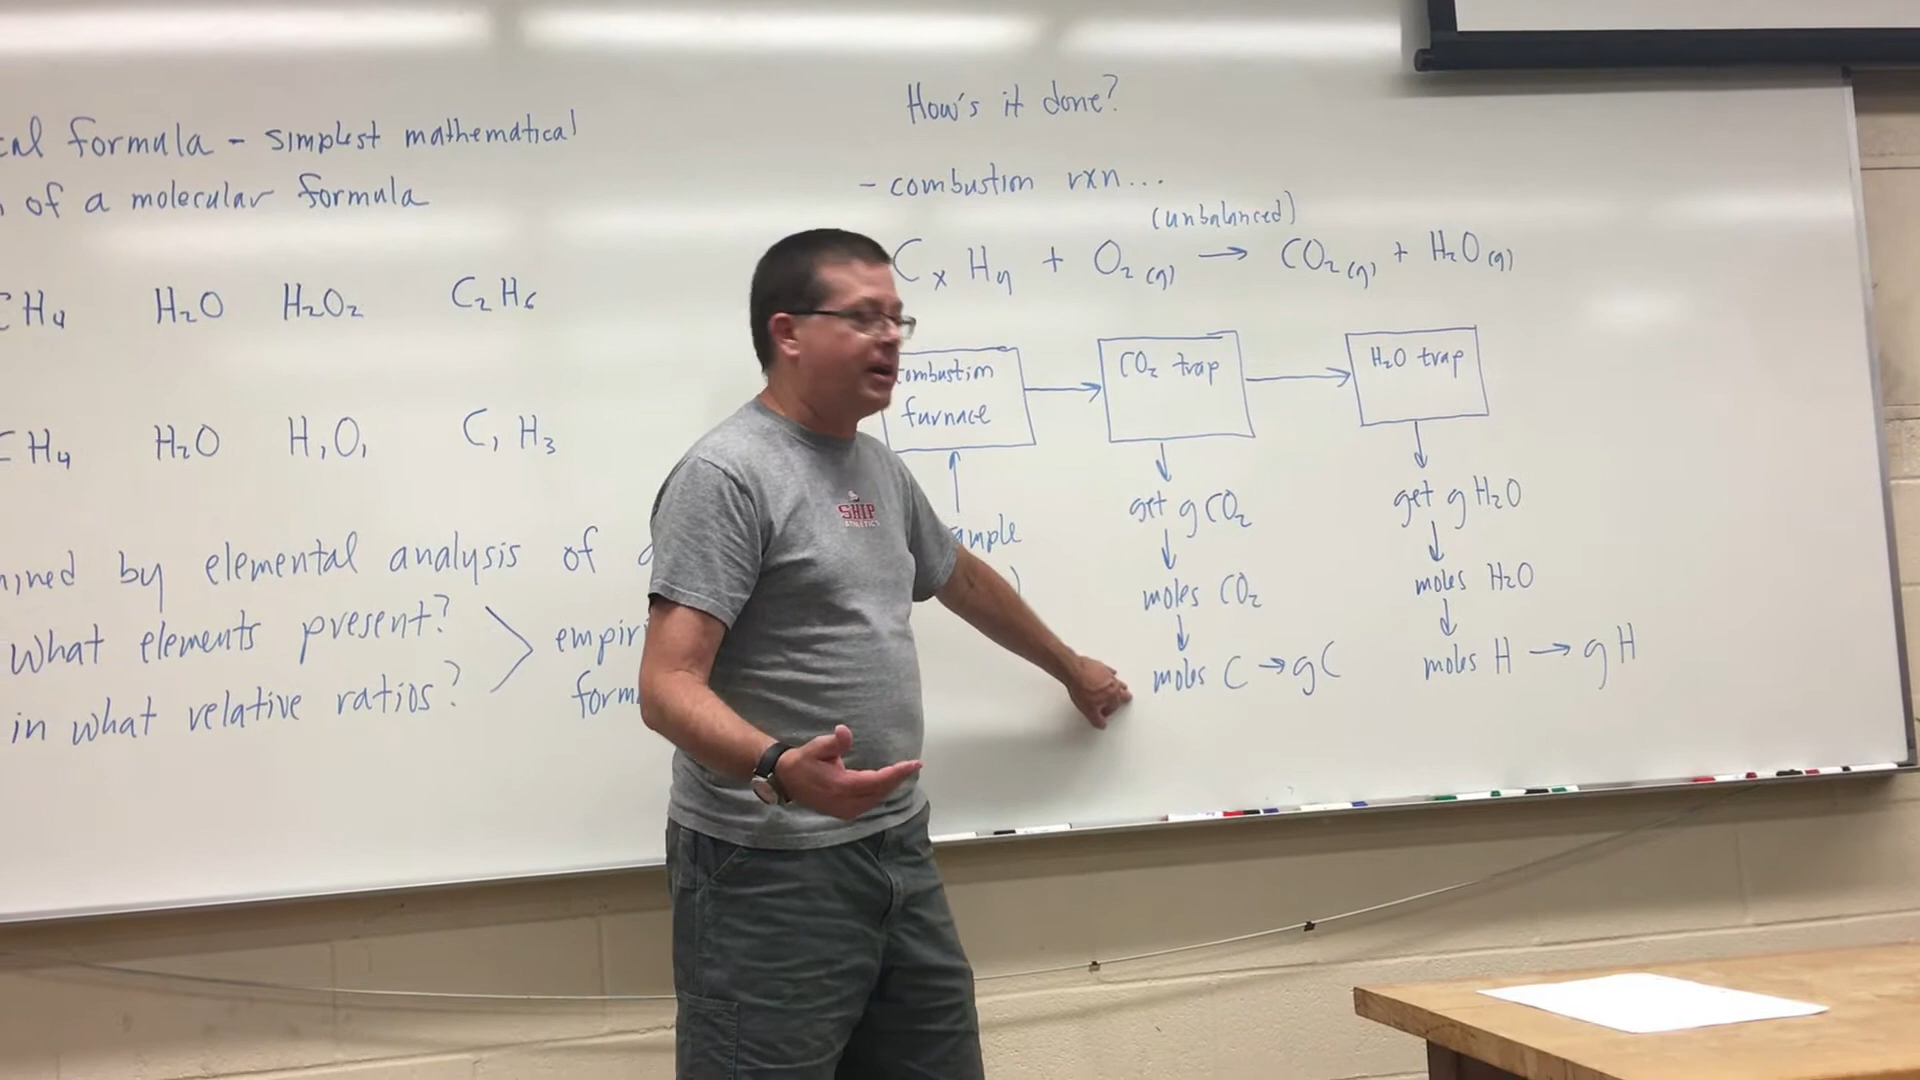 cal formula - simplest mathematical
of a molecular formula
CH4 H2O H2O2 C2H6
CH4 H2O H1O1 C1H3
mined by elemental analysis of
What elements present?
in what relative ratios?
empiri
form
How's it done?
- combustion rxn...
(unbalanced)
CxHy + O2(g) → CO2(g) + H2O(g)
combustion
furnace
CO2 trap
H2O trap
ample
get g CO2
moles CO2
moles C → g C
get g H2O
moles H2O
moles H → g H
SHIP
ATHLETICS